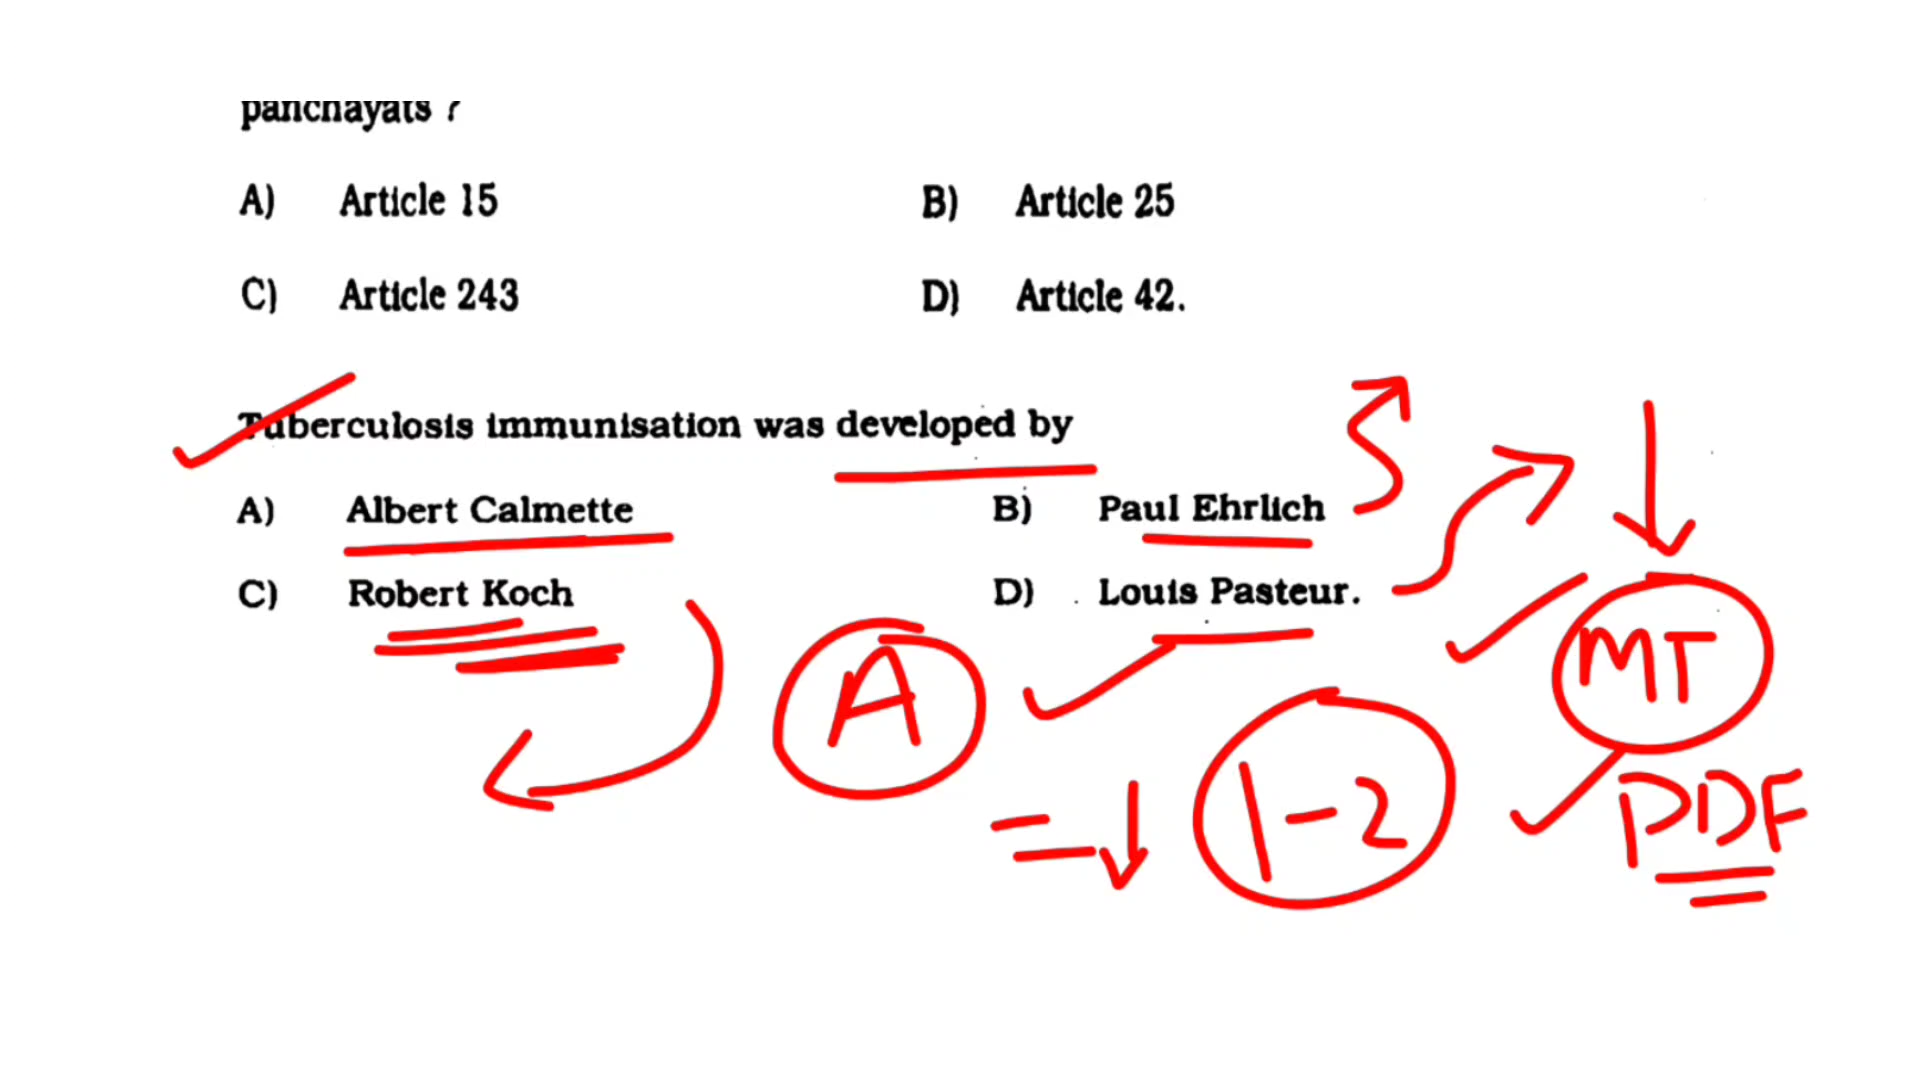 panchayats ?
A) Article 15 B) Article 25
C) Article 243 D) Article 42.
Tuberculosis immunisation was developed by
A) Albert Calmette B) Paul Ehrlich
C) Robert Koch D) Louis Pasteur.
A
MT
1-2
PDF